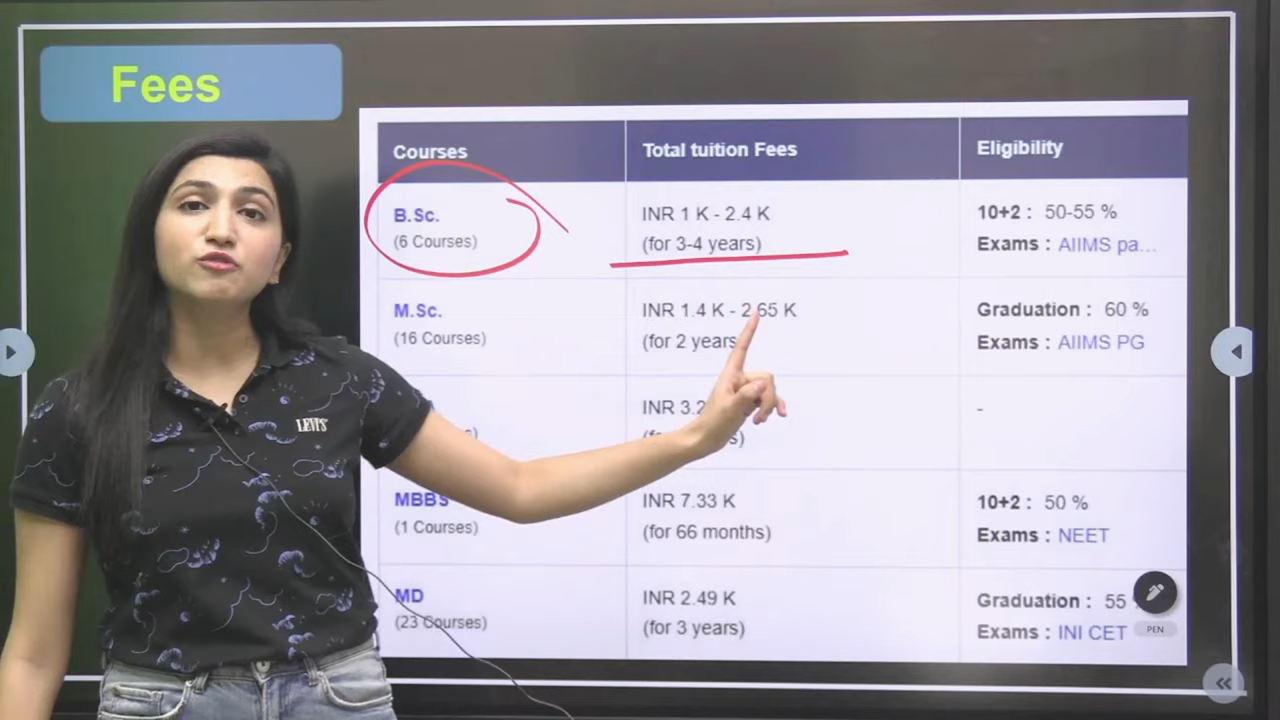 Fees
Courses Total tuition Fees Eligibility
B.Sc. INR 1 K - 2.4 K 10+2 : 50-55 %
(6 Courses) (for 3-4 years) Exams : AIIMS pa...
M.Sc. INR 1.4 K - 2.65 K Graduation : 60 %
(16 Courses) (for 2 years) Exams : AIIMS PG
INR -
MBBS INR 7.33 K 10+2 : 50 %
(1 Courses) (for 66 months) Exams : NEET
MD INR 2.49 K Graduation : 55
(23 Courses) (for 3 years) Exams : INI CET
PEN
LEVI'S